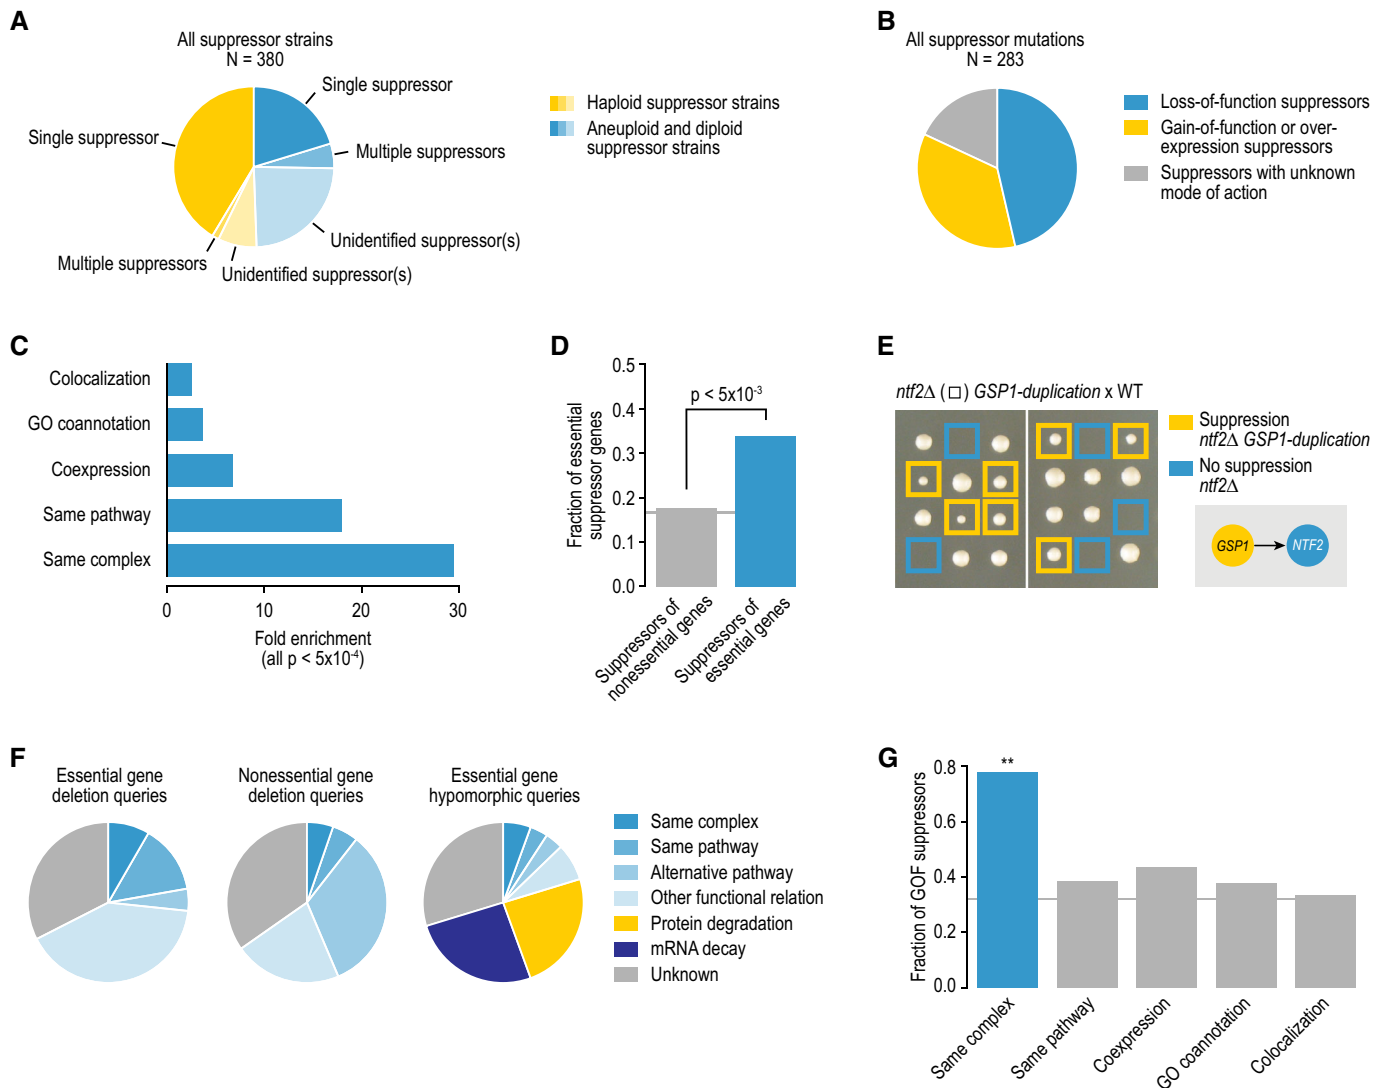 A
All suppressor strains
N = 380
Single suppressor
Single suppressor
Multiple suppressors
Unidentified suppressor(s)
Multiple suppressors
Unidentified suppressor(s)
Haploid suppressor strains
Aneuploid and diploid
suppressor strains
B
All suppressor mutations
N = 283
Loss-of-function suppressors
Gain-of-function or over-
expression suppressors
Suppressors with unknown
mode of action
C
Colocalization
GO coannotation
Coexpression
Same pathway
Same complex
0 10 20 30
Fold enrichment
(all p < 5x10⁻⁴)
D
Fraction of essential
suppressor genes
0.5
0.4
0.3
0.2
0.1
0.0
p < 5x10⁻³
Suppressors of
nonessential genes
Suppressors of
essential genes
E
ntf2Δ (□) GSP1-duplication x WT
Suppression
ntf2Δ GSP1-duplication
No suppression
ntf2Δ
GSP1
NTF2
F
Essential gene
deletion queries
Nonessential gene
deletion queries
Essential gene
hypomorphic queries
Same complex
Same pathway
Alternative pathway
Other functional relation
Protein degradation
mRNA decay
Unknown
G
Fraction of GOF suppressors
0.8
0.6
0.4
0.2
0.0
**
Same complex
Same pathway
Coexpression
GO coannotation
Colocalization